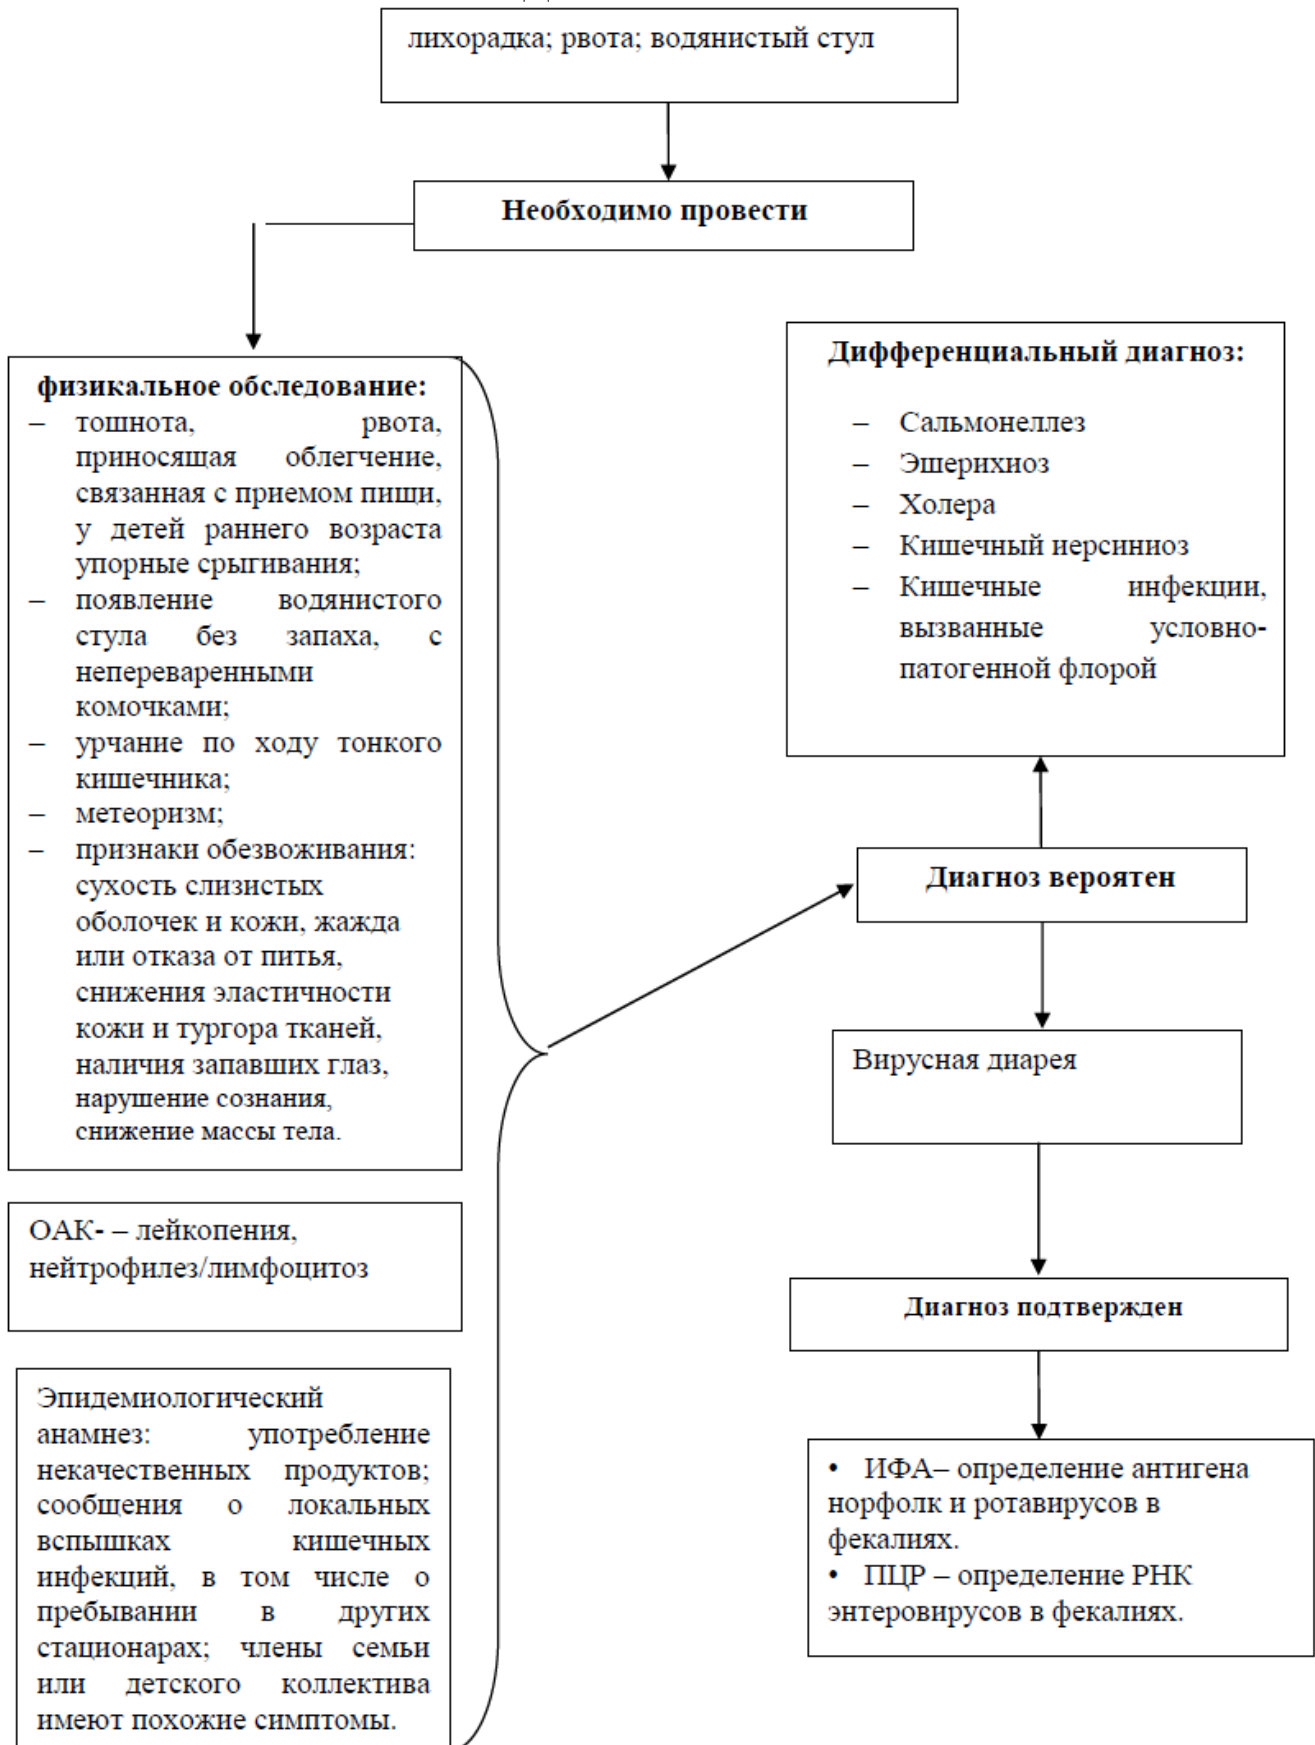 лихорадка; рвота; водянистый стул
Необходимо провести
физикальное обследование:
– тошнота, рвота,
приносящая облегчение,
связанная с приемом пищи,
у детей раннего возраста
упорные срыгивания;
– появление водянистого
стула без запаха, с
непереваренными
комочками;
– урчание по ходу тонкого
кишечника;
– метеоризм;
– признаки обезвоживания:
сухость слизистых
оболочек и кожи, жажда
или отказа от питья,
снижения эластичности
кожи и тургора тканей,
наличия запавших глаз,
нарушение сознания,
снижение массы тела.
ОАК- – лейкопения,
нейтрофилез/лимфоцитоз
Эпидемиологический
анамнез: употребление
некачественных продуктов;
сообщения о локальных
вспышках кишечных
инфекций, в том числе о
пребывании в других
стационарах; члены семьи
или детского коллектива
имеют похожие симптомы.
Дифференциальный диагноз:
– Сальмонеллез
– Эшерихиоз
– Холера
– Кишечный иерсиниоз
– Кишечные инфекции,
вызванные условно-
патогенной флорой
Диагноз вероятен
Вирусная диарея
Диагноз подтвержден
• ИФА– определение антигена
норфолк и ротавирусов в
фекалиях.
• ПЦР – определение РНК
энтеровирусов в фекалиях.